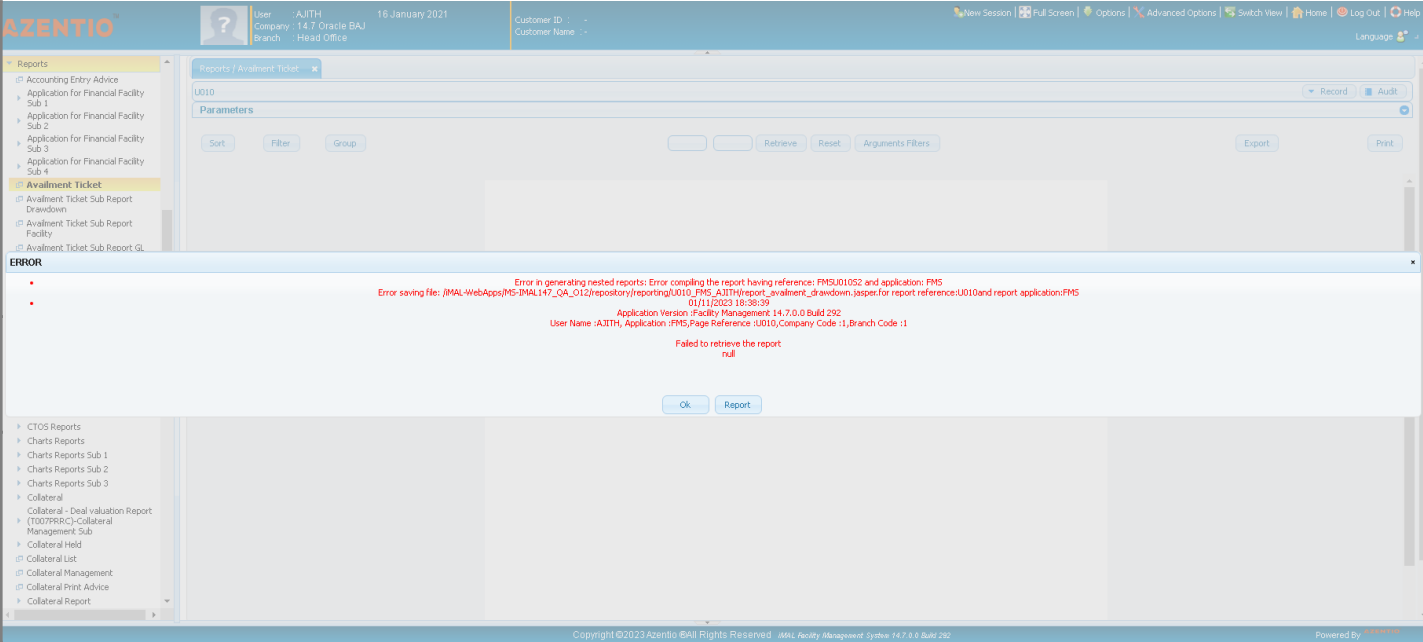 AZENTIO
User : AJITH 16 January 2021
Company : 14.7 Oracle BAJ
Branch : Head Office
Customer ID : -
Customer Name : -
New Session | Full Screen | Options | Advanced Options | Switch View | Home | Log Out | Help
Language
Reports
Accounting Entry Advice
Application for Financial Facility
Sub 1
Application for Financial Facility
Sub 2
Application for Financial Facility
Sub 3
Application for Financial Facility
Sub 4
Availment Ticket
Availment Ticket Sub Report
Drawdown
Availment Ticket Sub Report
Facility
Availment Ticket Sub Report GL
Reports / Availment Ticket
U010
Record Audit
Parameters
Sort Filter Group Retrieve Reset Arguments Filters Export Print
ERROR
Error in generating nested reports: Error compiling the report having reference: FMSU010S2 and application: FMS
Error saving file: /iMAL-WebApps/MS-IMAL147_QA_O12/repository/reporting/U010_FMS_AJITH/report_availment_drawdown.jasper.for report reference:U010and report application:FMS
01/11/2023 18:38:39
Application Version :Facility Management 14.7.0.0 Build 292
User Name :AJITH, Application :FMS,Page Reference :U010,Company Code :1,Branch Code :1
Failed to retrieve the report
null
Ok Report
CTOS Reports
Charts Reports
Charts Reports Sub 1
Charts Reports Sub 2
Charts Reports Sub 3
Collateral
Collateral - Deal valuation Report
(T007PRRC)-Collateral
Management Sub
Collateral Held
Collateral List
Collateral Management
Collateral Print Advice
Collateral Report
Copyright ©2023 Azentio ®All Rights Reserved iMAL Facility Management System 14.7.0.0 Build 292
Powered By